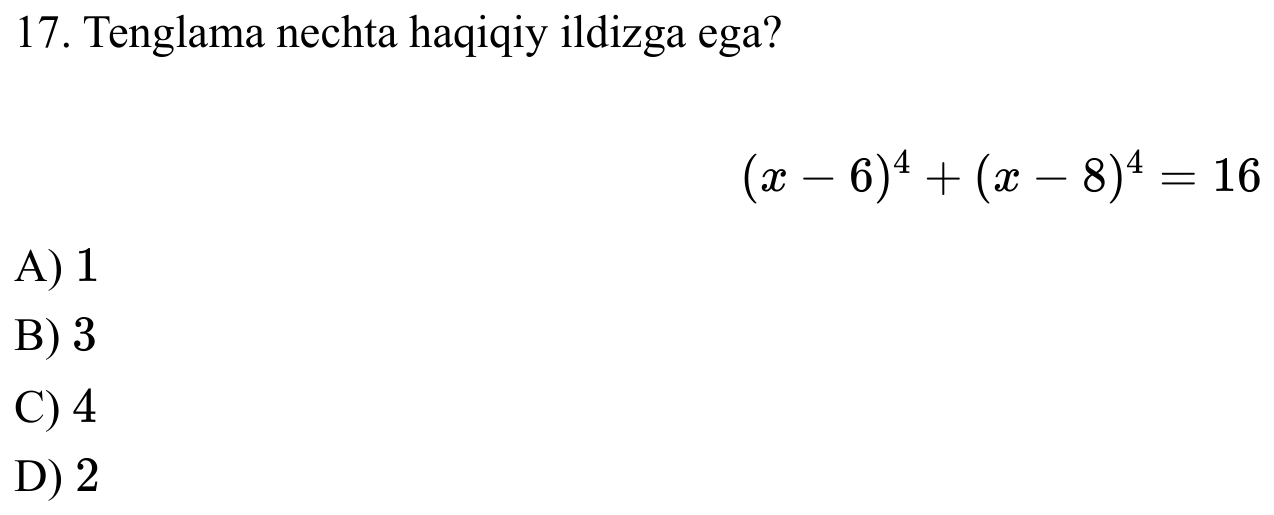 17. Tenglama nechta haqiqiy ildizga ega?
(x − 6)⁴ + (x − 8)⁴ = 16
A) 1
B) 3
C) 4
D) 2